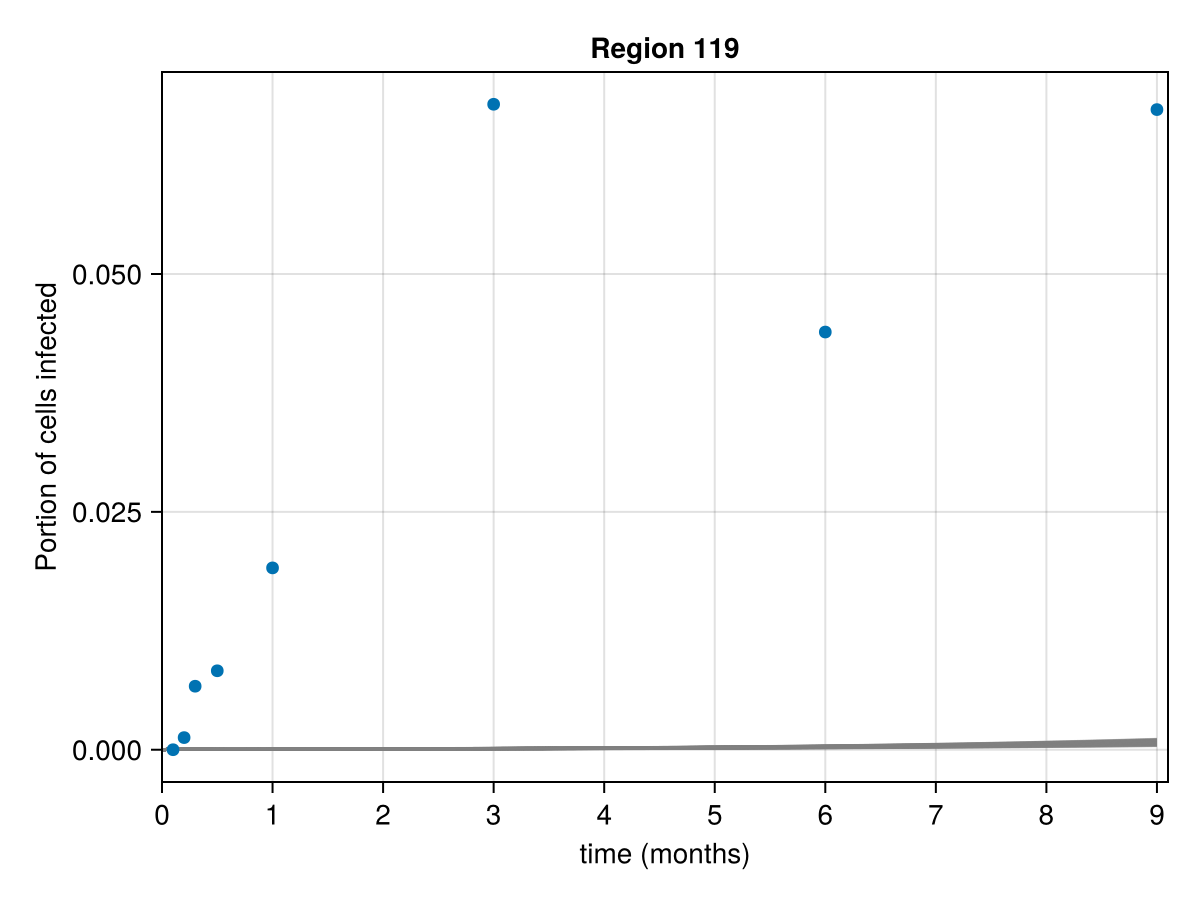 Region 119
Portion of cells infected
0.050
0.025
0.000
0 1 2 3 4 5 6 7 8 9
time (months)